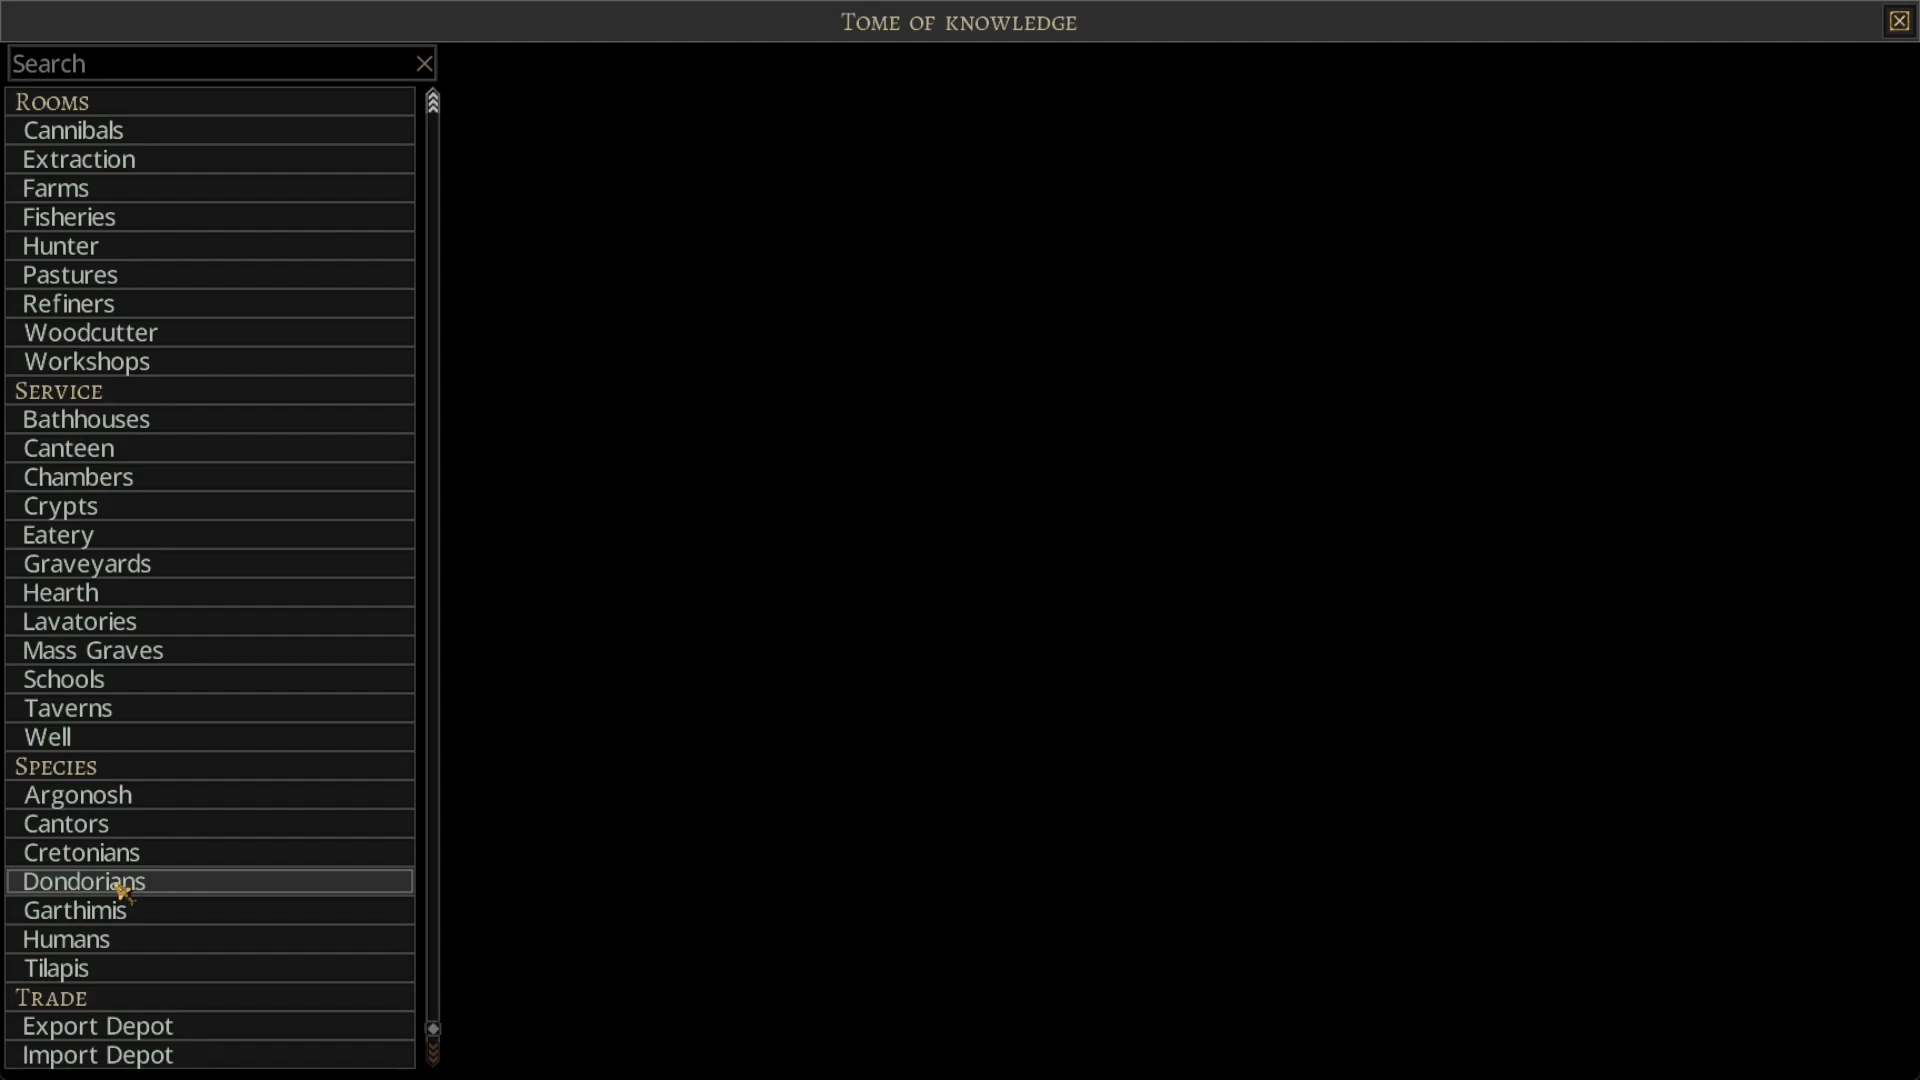 Tome of knowledge
Search
Rooms
Cannibals
Extraction
Farms
Fisheries
Hunter
Pastures
Refiners
Woodcutter
Workshops
Service
Bathhouses
Canteen
Chambers
Crypts
Eatery
Graveyards
Hearth
Lavatories
Mass Graves
Schools
Taverns
Well
Species
Argonosh
Cantors
Cretonians
Dondorians
Garthimis
Humans
Tilapis
Trade
Export Depot
Import Depot